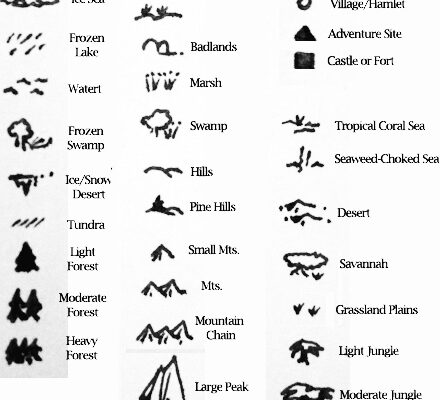 Ice Sea
Frozen
Lake
Watert
Frozen
Swamp
Ice/Snow
Desert
Tundra
Light
Forest
Moderate
Forest
Heavy
Forest
Badlands
Marsh
Swamp
Hills
Pine Hills
Small Mts.
Mts.
Mountain
Chain
Large Peak
Village/Hamlet
Adventure Site
Castle or Fort
Tropical Coral Sea
Seaweed-Choked Sea
Desert
Savannah
Grassland Plains
Light Jungle
Moderate Jungle